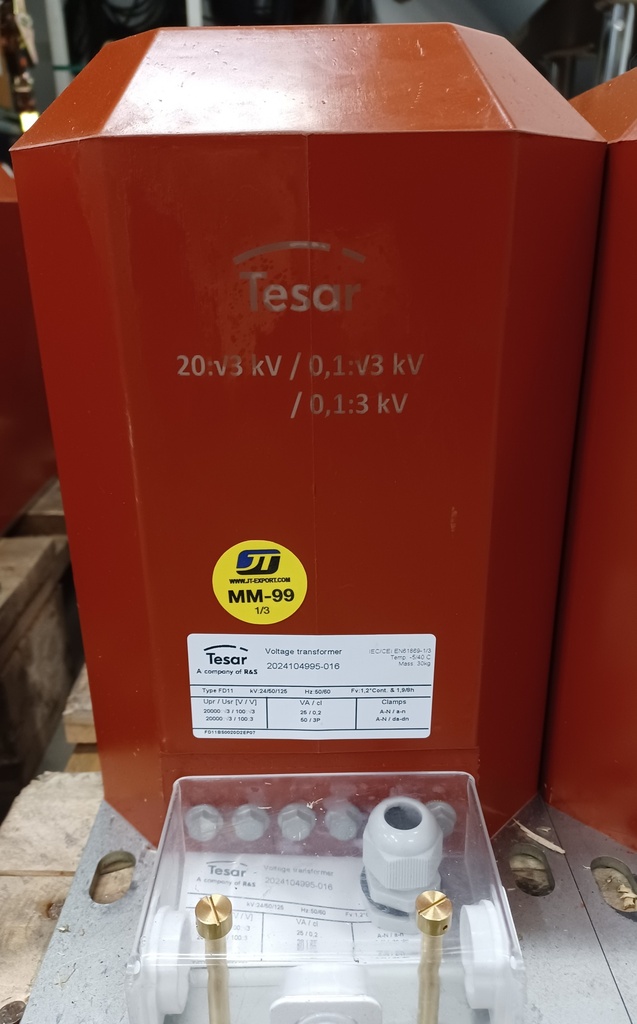 Tesar
20:√3 kV / 0,1:√3 kV
/ 0,1:3 kV
JT
WWW.JT-EXPORT.COM
MM-99
1/3
Tesar
A company of R&S
Voltage transformer
2024104995-016
IEC(CEI EN)61869-1/3
Temp. -5/40 C
Mass: 30kg
Type FD11 kV:24/50/125 Hz:50/60 Fv:1,2*Cont. & 1,9/8h
Upr / Usr [V / V] VA / cl Clamps
20000:√3 / 100:√3 25 / 0,2 A-N / a-n
20000:√3 / 100:3 50 / 3P A-N / da-dn
Tesar
A company of R&S
Voltage transformer
2024104995-016
kV:24/50/125 Hz:50/60 Fv:1,2*
VA / cl
25 / 0,2